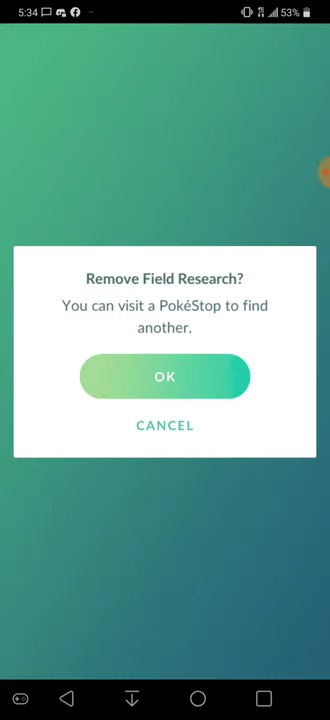 5:34
53%
Remove Field Research?
You can visit a PokéStop to find
another.
OK
CANCEL